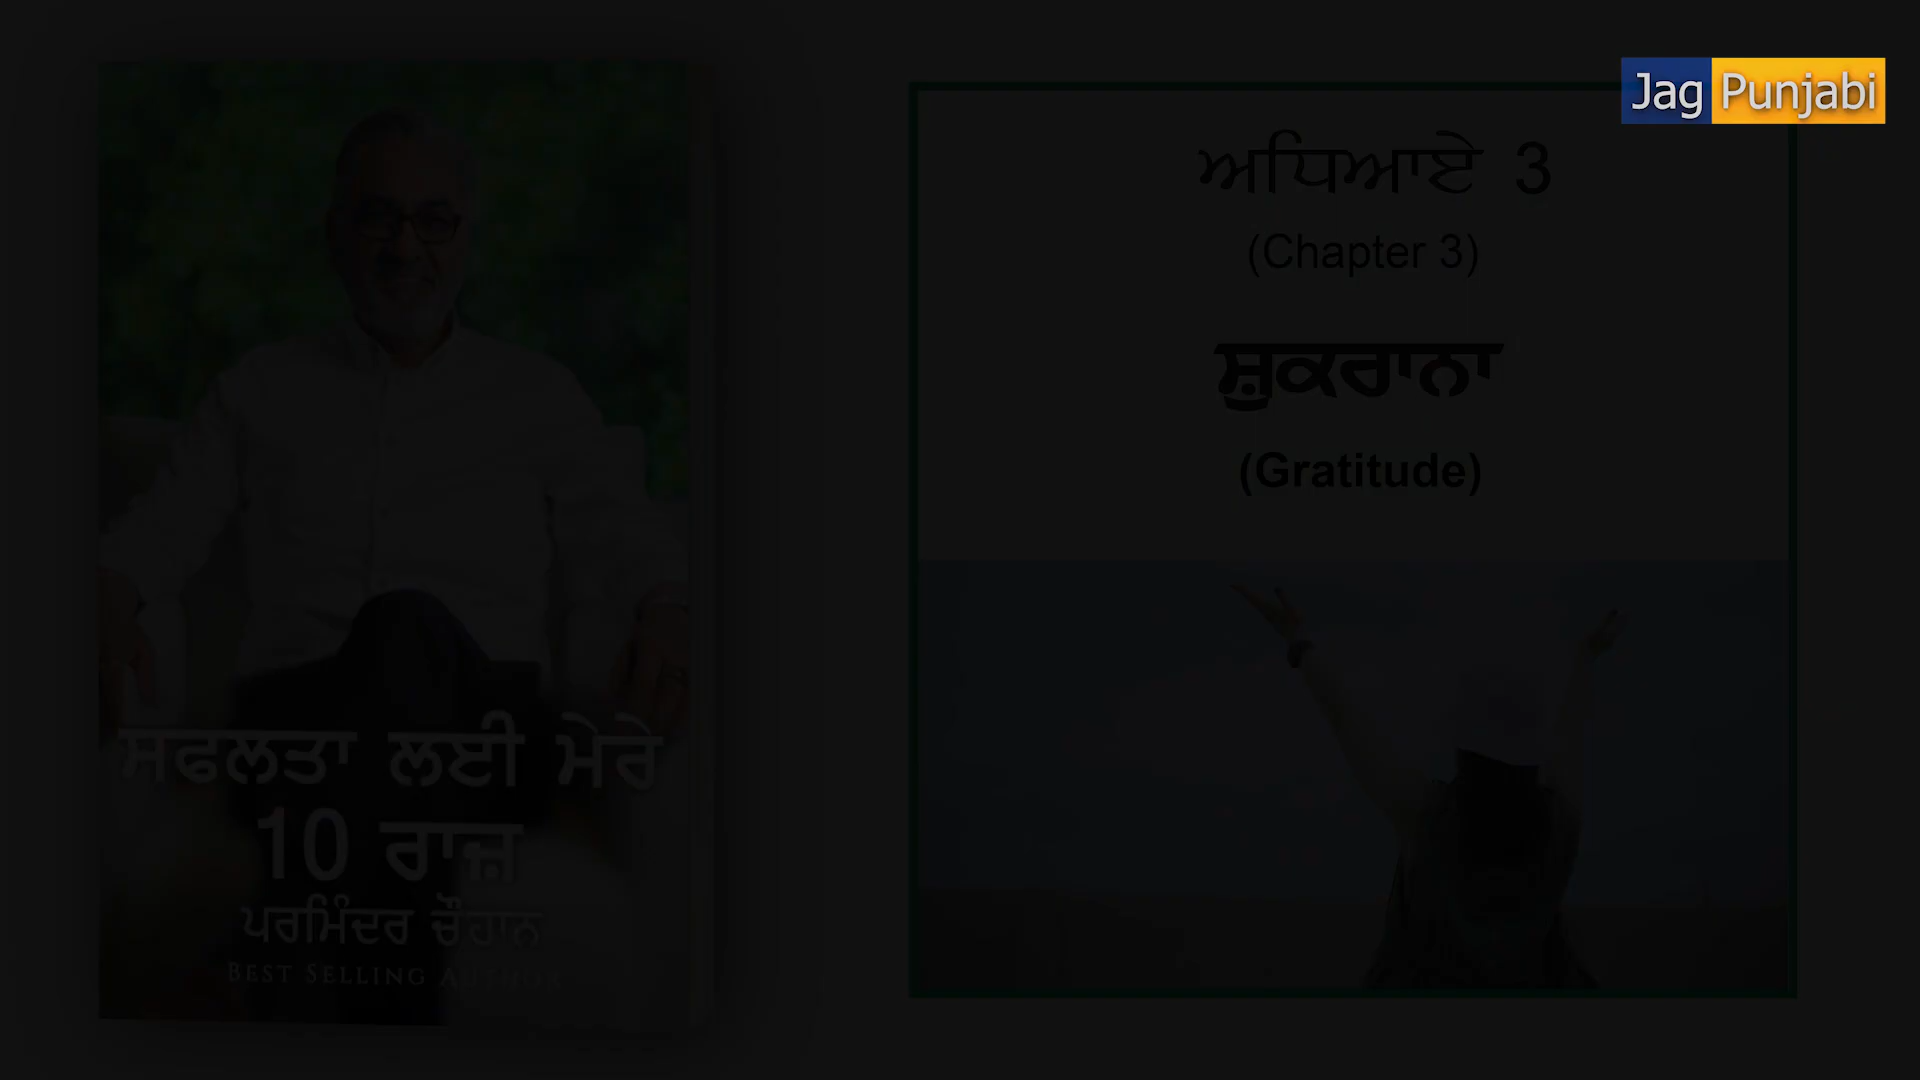 Jag Punjabi
ਅਧਿਆਏ 3
(Chapter 3)
ਸ਼ੁਕਰਾਨਾ
(Gratitude)
ਸਫਲਤਾ ਲਈ ਮੇਰੇ
10 ਰਾਜ਼
ਪਰਮਿੰਦਰ ਚੌਹਾਨ
BEST SELLING AUTHOR